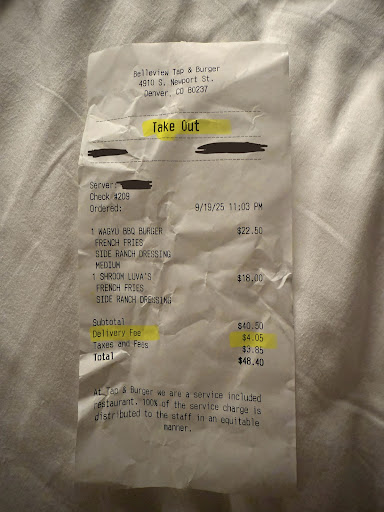 Belleview Tap & Burger
4910 S. Newport St.
Denver, CO 80237
Take Out
Server:
Check #209
Ordered: 9/19/25 11:03 PM
1 WAGYU BBQ BURGER $22.50
FRENCH FRIES
SIDE RANCH DRESSING
MEDIUM
1 SHROOM LUVA'S $18.00
FRENCH FRIES
SIDE RANCH DRESSING
Subtotal $40.50
Delivery Fee $4.05
Taxes and Fees $3.85
Total $48.40
At Tap & Burger we are a service included
restaurant. 100% of the service charge is
distributed to the staff in an equitable
manner.